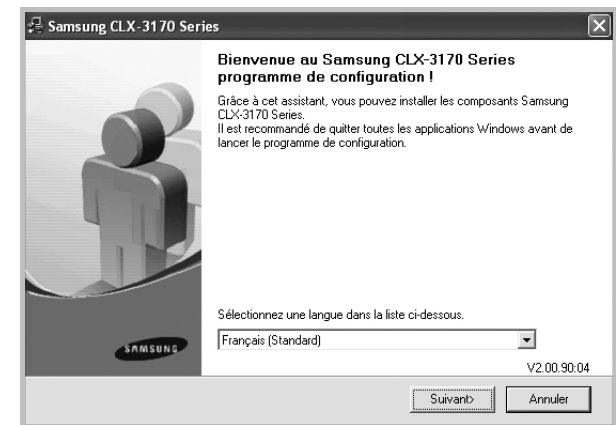 Samsung CLX-3170 Series
Bienvenue au Samsung CLX-3170 Series
programme de configuration !
Grâce à cet assistant, vous pouvez installer les composants Samsung
CLX-3170 Series.
Il est recommandé de quitter toutes les applications Windows avant de
lancer le programme de configuration.
Sélectionnez une langue dans la liste ci-dessous.
Français (Standard)
SAMSUNG
V2.00.90:04
Suivant>
Annuler